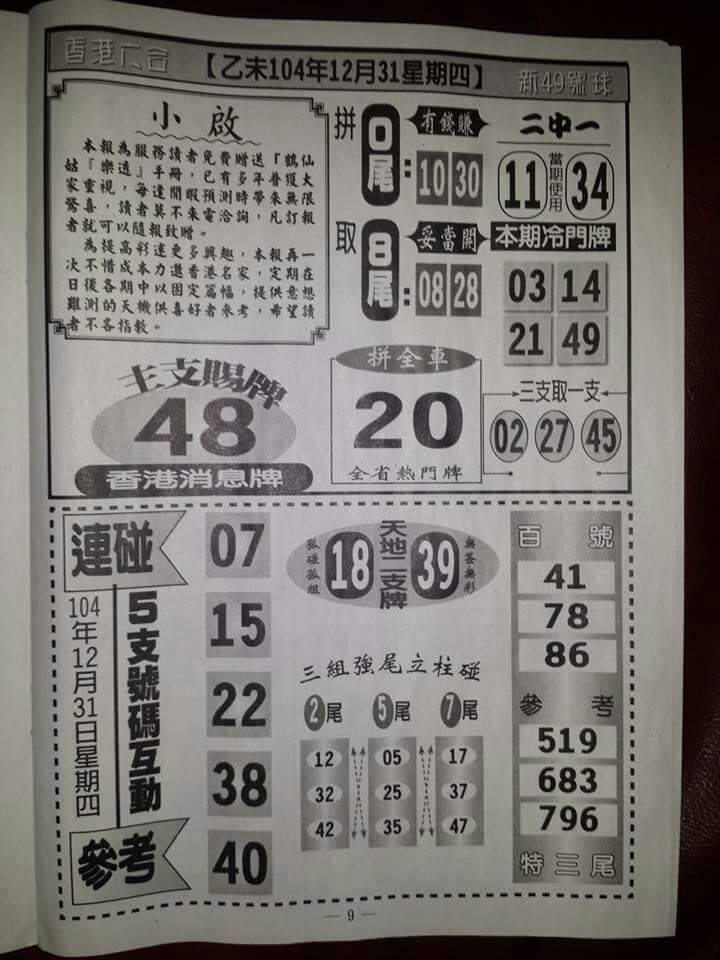 香港六合
【乙未104年12月31星期四】
新49號球
小啟
本報為服務讀者免費贈送『鶴仙
姑『樂透』手冊，已有多年普獲大
家重視，每逢開暇預測時帶來無限
驚喜，讀者莫不來電洽詢，凡訂報
者就可以隨報致贈。
為提高彩迷更多興趣，本報再一
次不惜成本力邀香港名家，定期在
日後各期中以固定篇幅，提供意想
難測的天機供喜好者參考，希望讀
者不吝指教。
拼 0尾： 有錢賺
10 30
取 8尾： 妥當開
08 28
二中一
11 當期使用 34
本期冷門牌
03 14
21 49
主支賜牌
48
香港消息牌
拼全車
20
全省熱門牌
三支取一支
02 27 45
連碰
104年12月31日星期四
5支號碼互動
參考
07
15
22
38
40
孤碰孤組 18 天地二支牌 39 無簽無彩
三組強尾立柱碰
2尾 5尾 7尾
12 05 17
32 25 37
42 35 47
百號
41
78
86
參考
519
683
796
特三尾
— 9 —